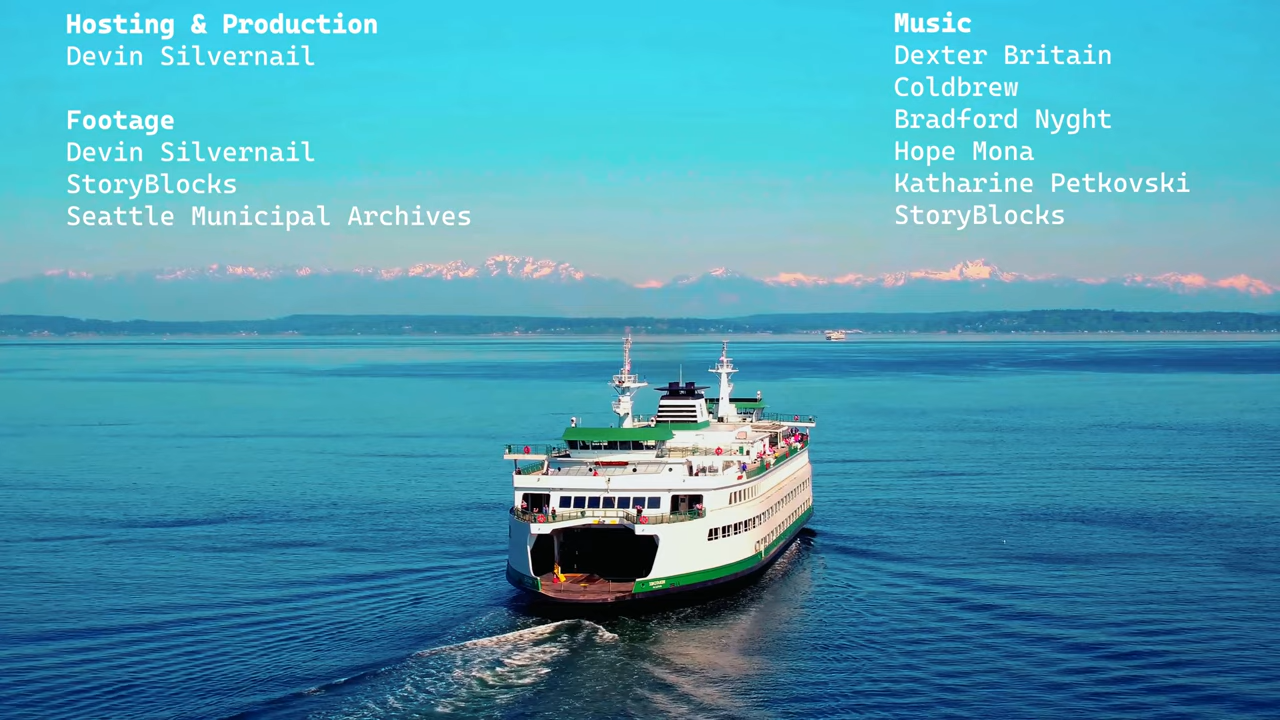 Hosting & Production
Devin Silvernail
Footage
Devin Silvernail
StoryBlocks
Seattle Municipal Archives
Music
Dexter Britain
Coldbrew
Bradford Nyght
Hope Mona
Katharine Petkovski
StoryBlocks